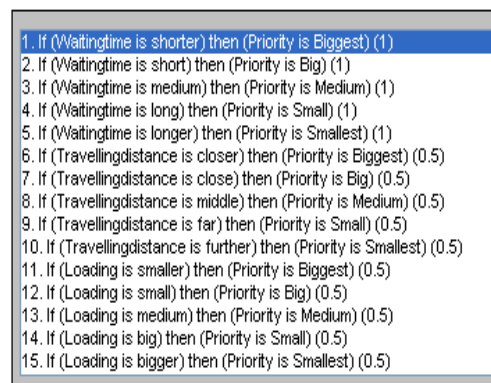 1. If (Waitingtime is shorter) then (Priority is Biggest) (1)
2. If (Waitingtime is short) then (Priority is Big) (1)
3. If (Waitingtime is medium) then (Priority is Medium) (1)
4. If (Waitingtime is long) then (Priority is Small) (1)
5. If (Waitingtime is longer) then (Priority is Smallest) (1)
6. If (Travellingdistance is closer) then (Priority is Biggest) (0.5)
7. If (Travellingdistance is close) then (Priority is Big) (0.5)
8. If (Travellingdistance is middle) then (Priority is Medium) (0.5)
9. If (Travellingdistance is far) then (Priority is Small) (0.5)
10. If (Travellingdistance is further) then (Priority is Smallest) (0.5)
11. If (Loading is smaller) then (Priority is Biggest) (0.5)
12. If (Loading is small) then (Priority is Big) (0.5)
13. If (Loading is medium) then (Priority is Medium) (0.5)
14. If (Loading is big) then (Priority is Small) (0.5)
15. If (Loading is bigger) then (Priority is Smallest) (0.5)